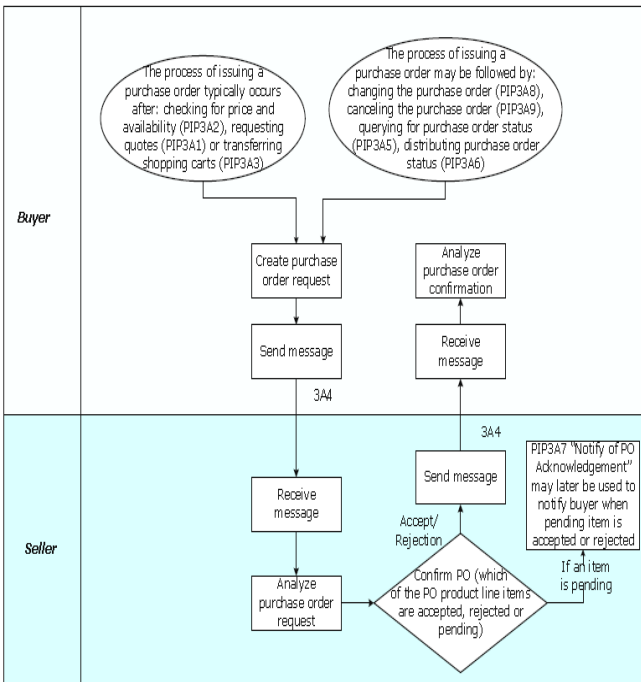 The process of issuing a
purchase order typically occurs
after: checking for price and
availability (PIP3A2), requesting
quotes (PIP3A1) or transferring
shopping carts (PIP3A3)
The process of issuing a
purchase order may be followed by:
changing the purchase order (PIP3A8),
canceling the purchase order (PIP3A9),
querying for purchase order status
(PIP3A5), distributing purchase order
status (PIP3A6)
Buyer
Create purchase
order request
Analyze
purchase order
confirmation
Send message
Receive
message
3A4
3A4
Seller
Receive
message
Send message
PIP3A7 "Notify of PO
Acknowledgement"
may later be used to
notify buyer when
pending item is
accepted or rejected
Accept/
Rejection
If an item
is pending
Analyze
purchase order
request
Confirm PO (which
of the PO product line items
are accepted, rejected or
pending)